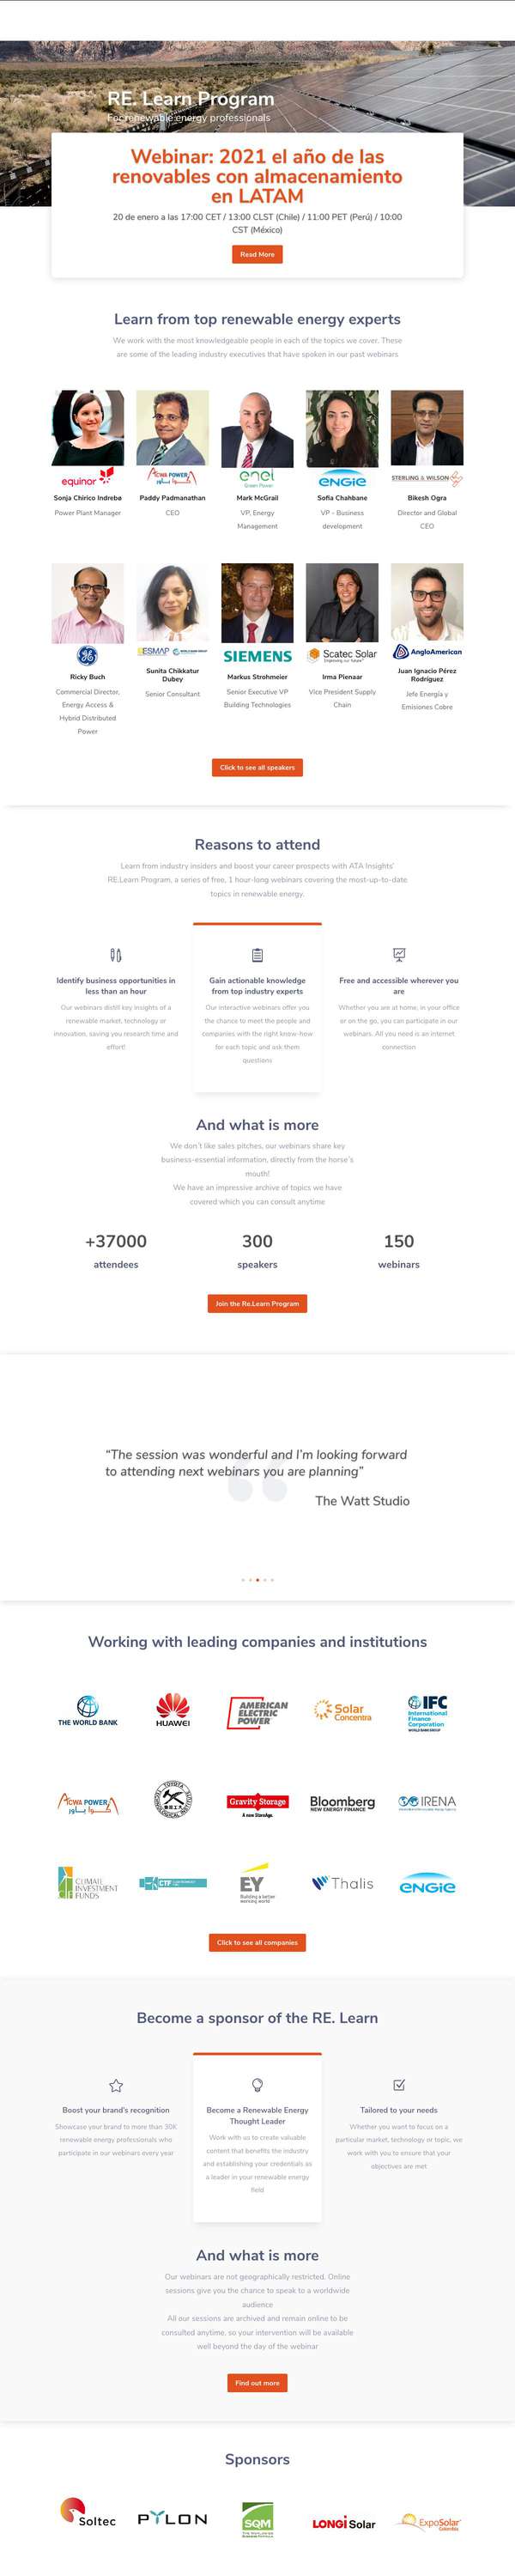 RE. Learn Program
For renewable energy professionals
Webinar: 2021 el año de las
renovables con almacenamiento
en LATAM
20 de enero a las 17:00 CET / 13:00 CLST (Chile) / 11:00 PET (Perú) / 10:00
CST (México)
Read More
Learn from top renewable energy experts
We work with the most knowledgeable people in each of the topics we cover. These
are some of the leading industry executives that have spoken in our past webinars
equinor
ACWA POWER
enel
Green Power
ENGIE
STERLING & WILSON
Sonja Chirico Indrebø
Paddy Padmanathan
Mark McGrail
Sofia Chahbane
Bikesh Ogra
Power Plant Manager
CEO
VP, Energy
Management
VP - Business
development
Director and Global
CEO
ESMAP
SIEMENS
Scatec Solar
Improving our future
AngloAmerican
Ricky Buch
Sunita Chikkatur
Dubey
Markus Strohmeier
Irma Pienaar
Juan Ignacio Pérez
Rodríguez
Commercial Director,
Energy Access &
Hybrid Distributed
Power
Senior Consultant
Senior Executive VP
Building Technologies
Vice President Supply
Chain
Jefe Energía y
Emisiones Cobre
Click to see all speakers
Reasons to attend
Learn from industry insiders and boost your career prospects with ATA Insights'
RE.Learn Program, a series of free, 1 hour-long webinars covering the most-up-to-date
topics in renewable energy.
Identify business opportunities in
less than an hour
Our webinars distill key insights of a
renewable market, technology or
innovation, saving you research time and
effort!
Gain actionable knowledge
from top industry experts
Our interactive webinars offer you
the chance to meet the people and
companies with the right know-how
for each topic and ask them
questions
Free and accessible wherever you
are
Whether you are at home, in your office
or on the go, you can participate in our
webinars. All you need is an internet
connection
And what is more
We don't like sales pitches, our webinars share key
business-essential information, directly from the horse's
mouth!
We have an impressive archive of topics we have
covered which you can consult anytime
+37000
300
150
attendees
speakers
webinars
Join the Re.Learn Program
“The session was wonderful and I'm looking forward
to attending next webinars you are planning”
The Watt Studio
Working with leading companies and institutions
THE WORLD BANK
HUAWEI
AMERICAN
ELECTRIC
POWER
Solar
Concentra
IFC
International
Finance
Corporation
WORLD BANK GROUP
ACWA POWER
أكوا باور
Gravity Storage
A new Storage.
Bloomberg
NEW ENERGY FINANCE
IRENA
CLIMATE
INVESTMENT
FUNDS
CTF
EY
Building a better
working world
Thalis
ENGIE
Click to see all companies
Become a sponsor of the RE. Learn
Boost your brand's recognition
Showcase your brand to more than 30K
renewable energy professionals who
participate in our webinars every year
Become a Renewable Energy
Thought Leader
Work with us to create valuable
content that benefits the industry
and establishing your credentials as
a leader in your renewable energy
field
Tailored to your needs
Whether you want to focus on a
particular market, technology or topic, we
work with you to ensure that your
objectives are met
And what is more
Our webinars are not geographically restricted. Online
sessions give you the chance to speak to a worldwide
audience
All our sessions are archived and remain online to be
consulted anytime, so your intervention will be available
well beyond the day of the webinar
Find out more
Sponsors
Soltec
PYLON
SQM
LONGi Solar
ExpoSolar
Colombia